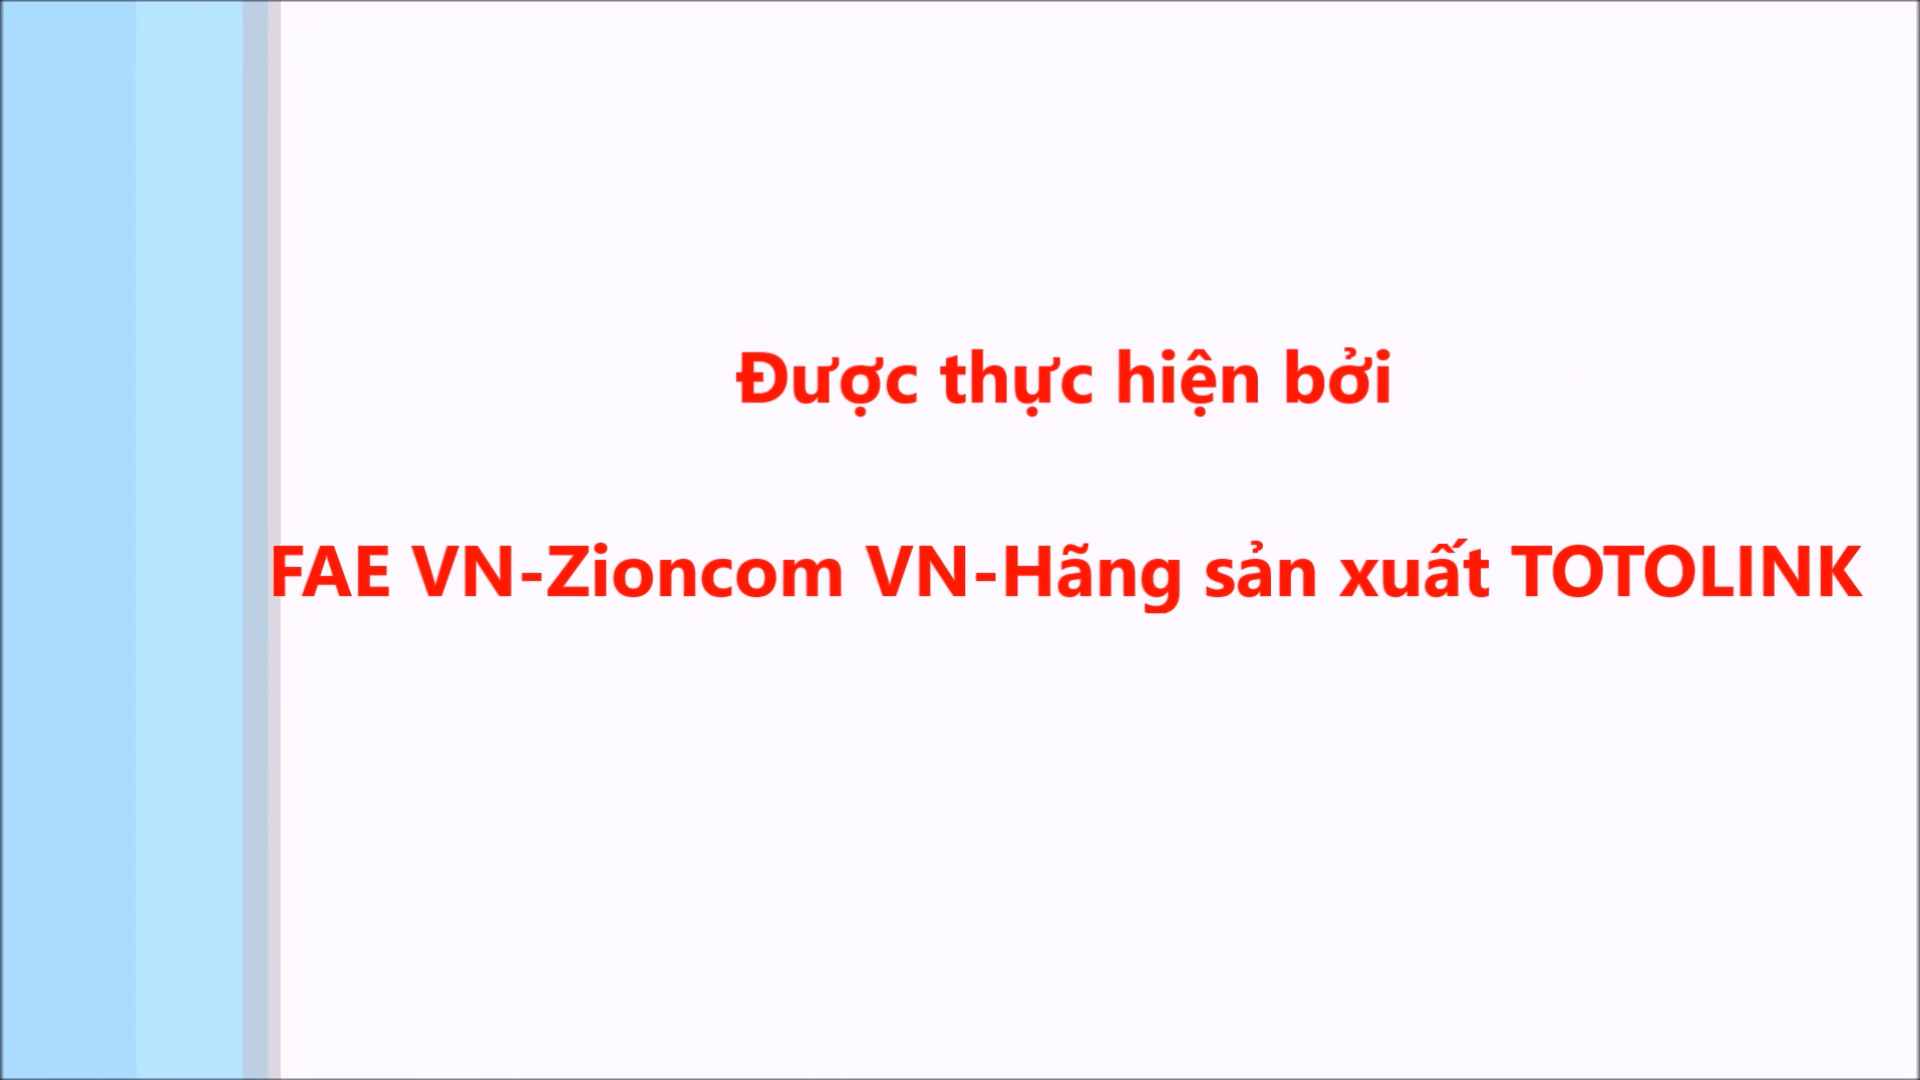 Được thực hiện bởi
FAE VN-Zioncom VN-Hãng sản xuất TOTOLINK